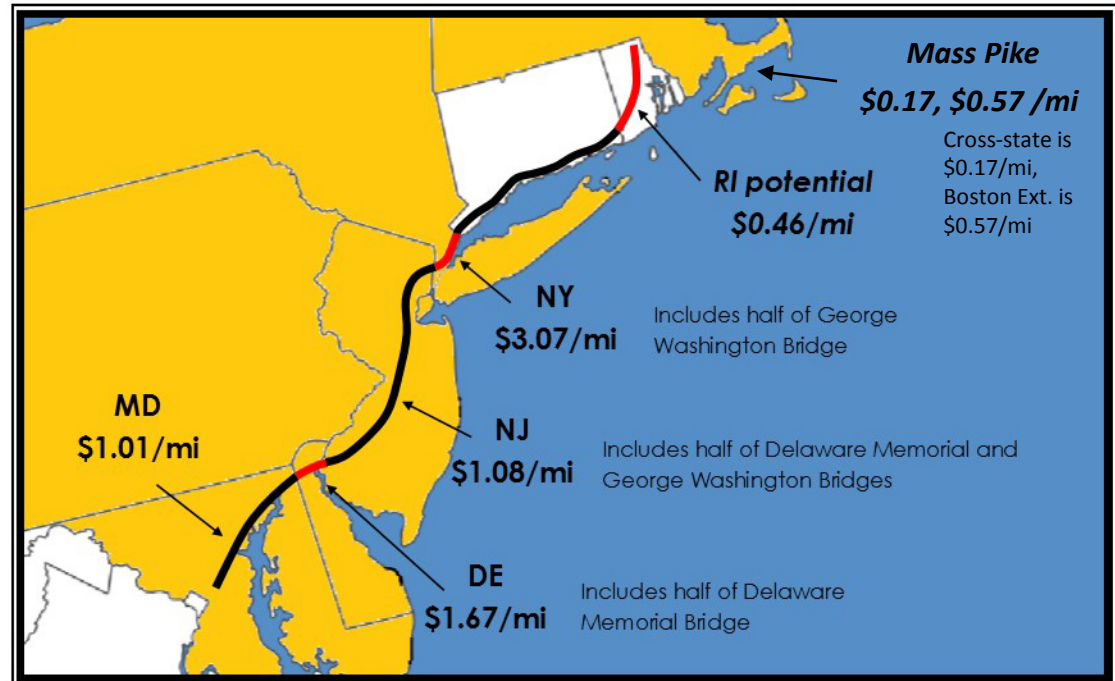 Mass Pike
$0.17, $0.57 /mi
Cross-state is
$0.17/mi,
Boston Ext. is
$0.57/mi
RI potential
$0.46/mi
NY
$3.07/mi
Includes half of George
Washington Bridge
MD
$1.01/mi
NJ
$1.08/mi
Includes half of Delaware Memorial and
George Washington Bridges
DE
$1.67/mi
Includes half of Delaware
Memorial Bridge